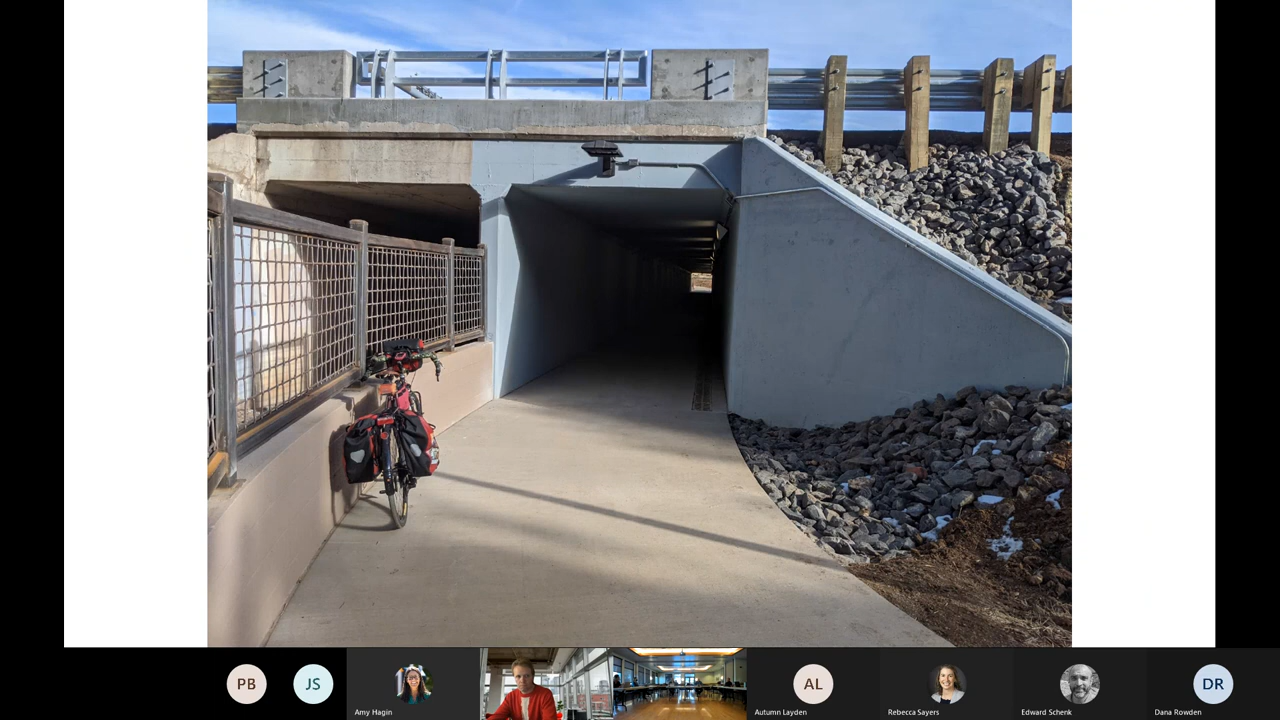 PB
JS
Amy Hagin
AL
Autumn Layden
Rebecca Sayers
Edward Schenk
DR
Dana Rowden